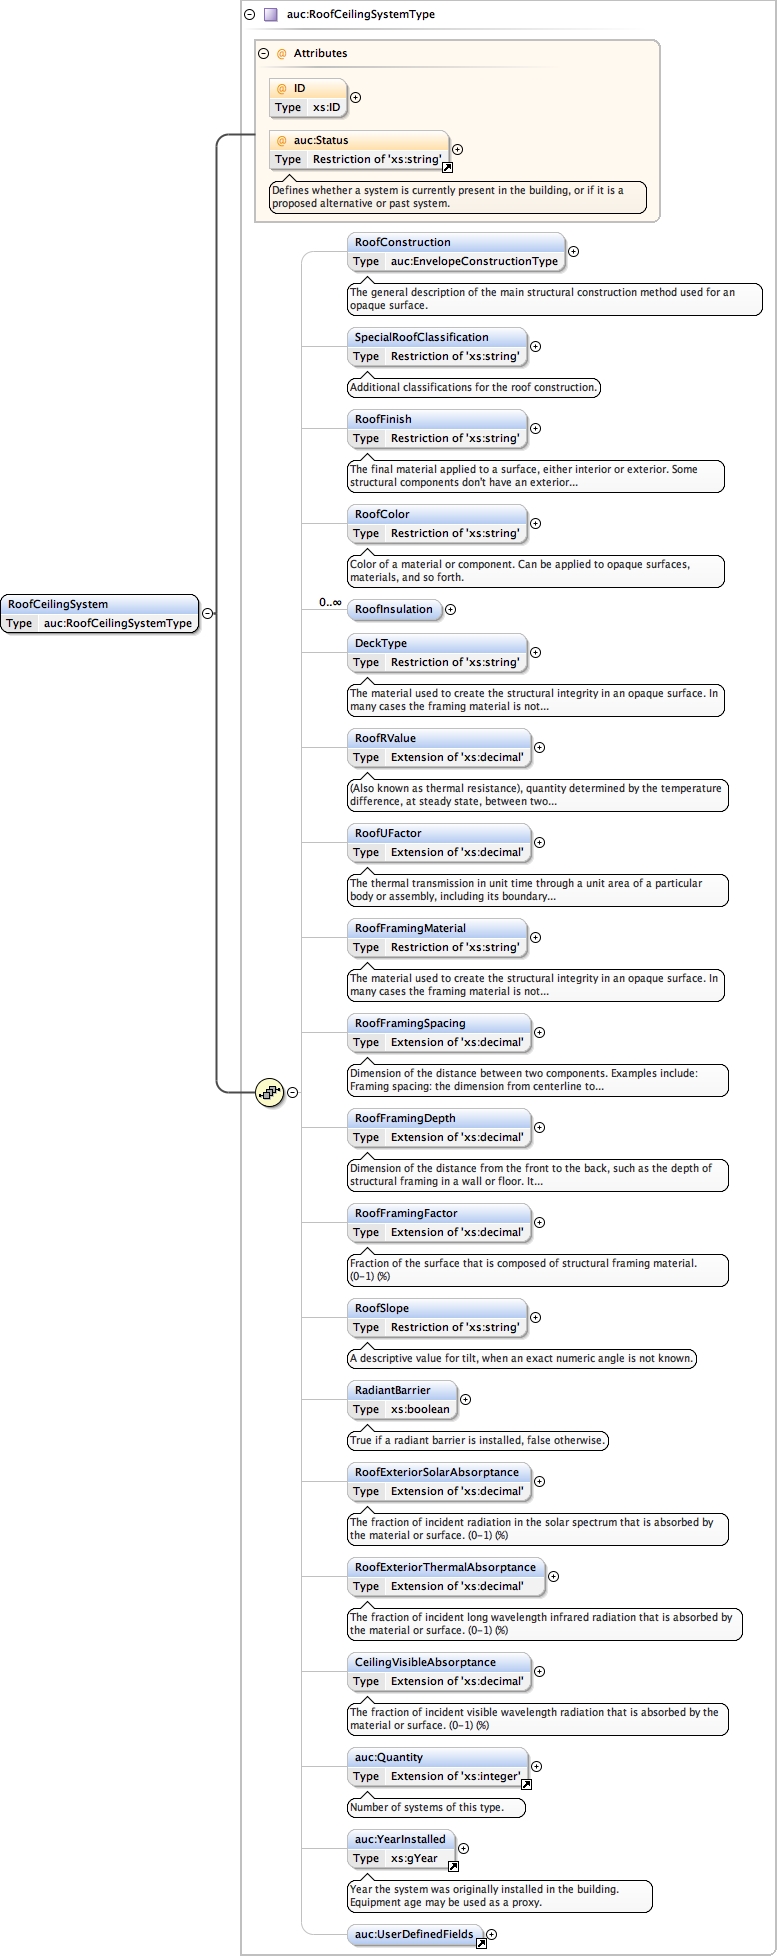 auc:RoofCeilingSystemType
@ Attributes
@ ID
Type xs:ID
@ auc:Status
Type Restriction of 'xs:string'
Defines whether a system is currently present in the building, or if it is a
proposed alternative or past system.
RoofConstruction
Type auc:EnvelopeConstructionType
The general description of the main structural construction method used for an
opaque surface.
SpecialRoofClassification
Type Restriction of 'xs:string'
Additional classifications for the roof construction.
RoofFinish
Type Restriction of 'xs:string'
The final material applied to a surface, either interior or exterior. Some
structural components don't have an exterior...
RoofColor
Type Restriction of 'xs:string'
Color of a material or component. Can be applied to opaque surfaces,
materials, and so forth.
RoofCeilingSystem
Type auc:RoofCeilingSystemType
0..∞
RoofInsulation
DeckType
Type Restriction of 'xs:string'
The material used to create the structural integrity in an opaque surface. In
many cases the framing material is not...
RoofRValue
Type Extension of 'xs:decimal'
(Also known as thermal resistance), quantity determined by the temperature
difference, at steady state, between two...
RoofUFactor
Type Extension of 'xs:decimal'
The thermal transmission in unit time through a unit area of a particular
body or assembly, including its boundary...
RoofFramingMaterial
Type Restriction of 'xs:string'
The material used to create the structural integrity in an opaque surface. In
many cases the framing material is not...
RoofFramingSpacing
Type Extension of 'xs:decimal'
Dimension of the distance between two components. Examples include:
Framing spacing: the dimension from centerline to...
RoofFramingDepth
Type Extension of 'xs:decimal'
Dimension of the distance from the front to the back, such as the depth of
structural framing in a wall or floor. It...
RoofFramingFactor
Type Extension of 'xs:decimal'
Fraction of the surface that is composed of structural framing material.
(0-1) (%)
RoofSlope
Type Restriction of 'xs:string'
A descriptive value for tilt, when an exact numeric angle is not known.
RadiantBarrier
Type xs:boolean
True if a radiant barrier is installed, false otherwise.
RoofExteriorSolarAbsorptance
Type Extension of 'xs:decimal'
The fraction of incident radiation in the solar spectrum that is absorbed by
the material or surface. (0-1) (%)
RoofExteriorThermalAbsorptance
Type Extension of 'xs:decimal'
The fraction of incident long wavelength infrared radiation that is absorbed by
the material or surface. (0-1) (%)
CeilingVisibleAbsorptance
Type Extension of 'xs:decimal'
The fraction of incident visible wavelength radiation that is absorbed by the
material or surface. (0-1) (%)
auc:Quantity
Type Extension of 'xs:integer'
Number of systems of this type.
auc:YearInstalled
Type xs:gYear
Year the system was originally installed in the building.
Equipment age may be used as a proxy.
auc:UserDefinedFields